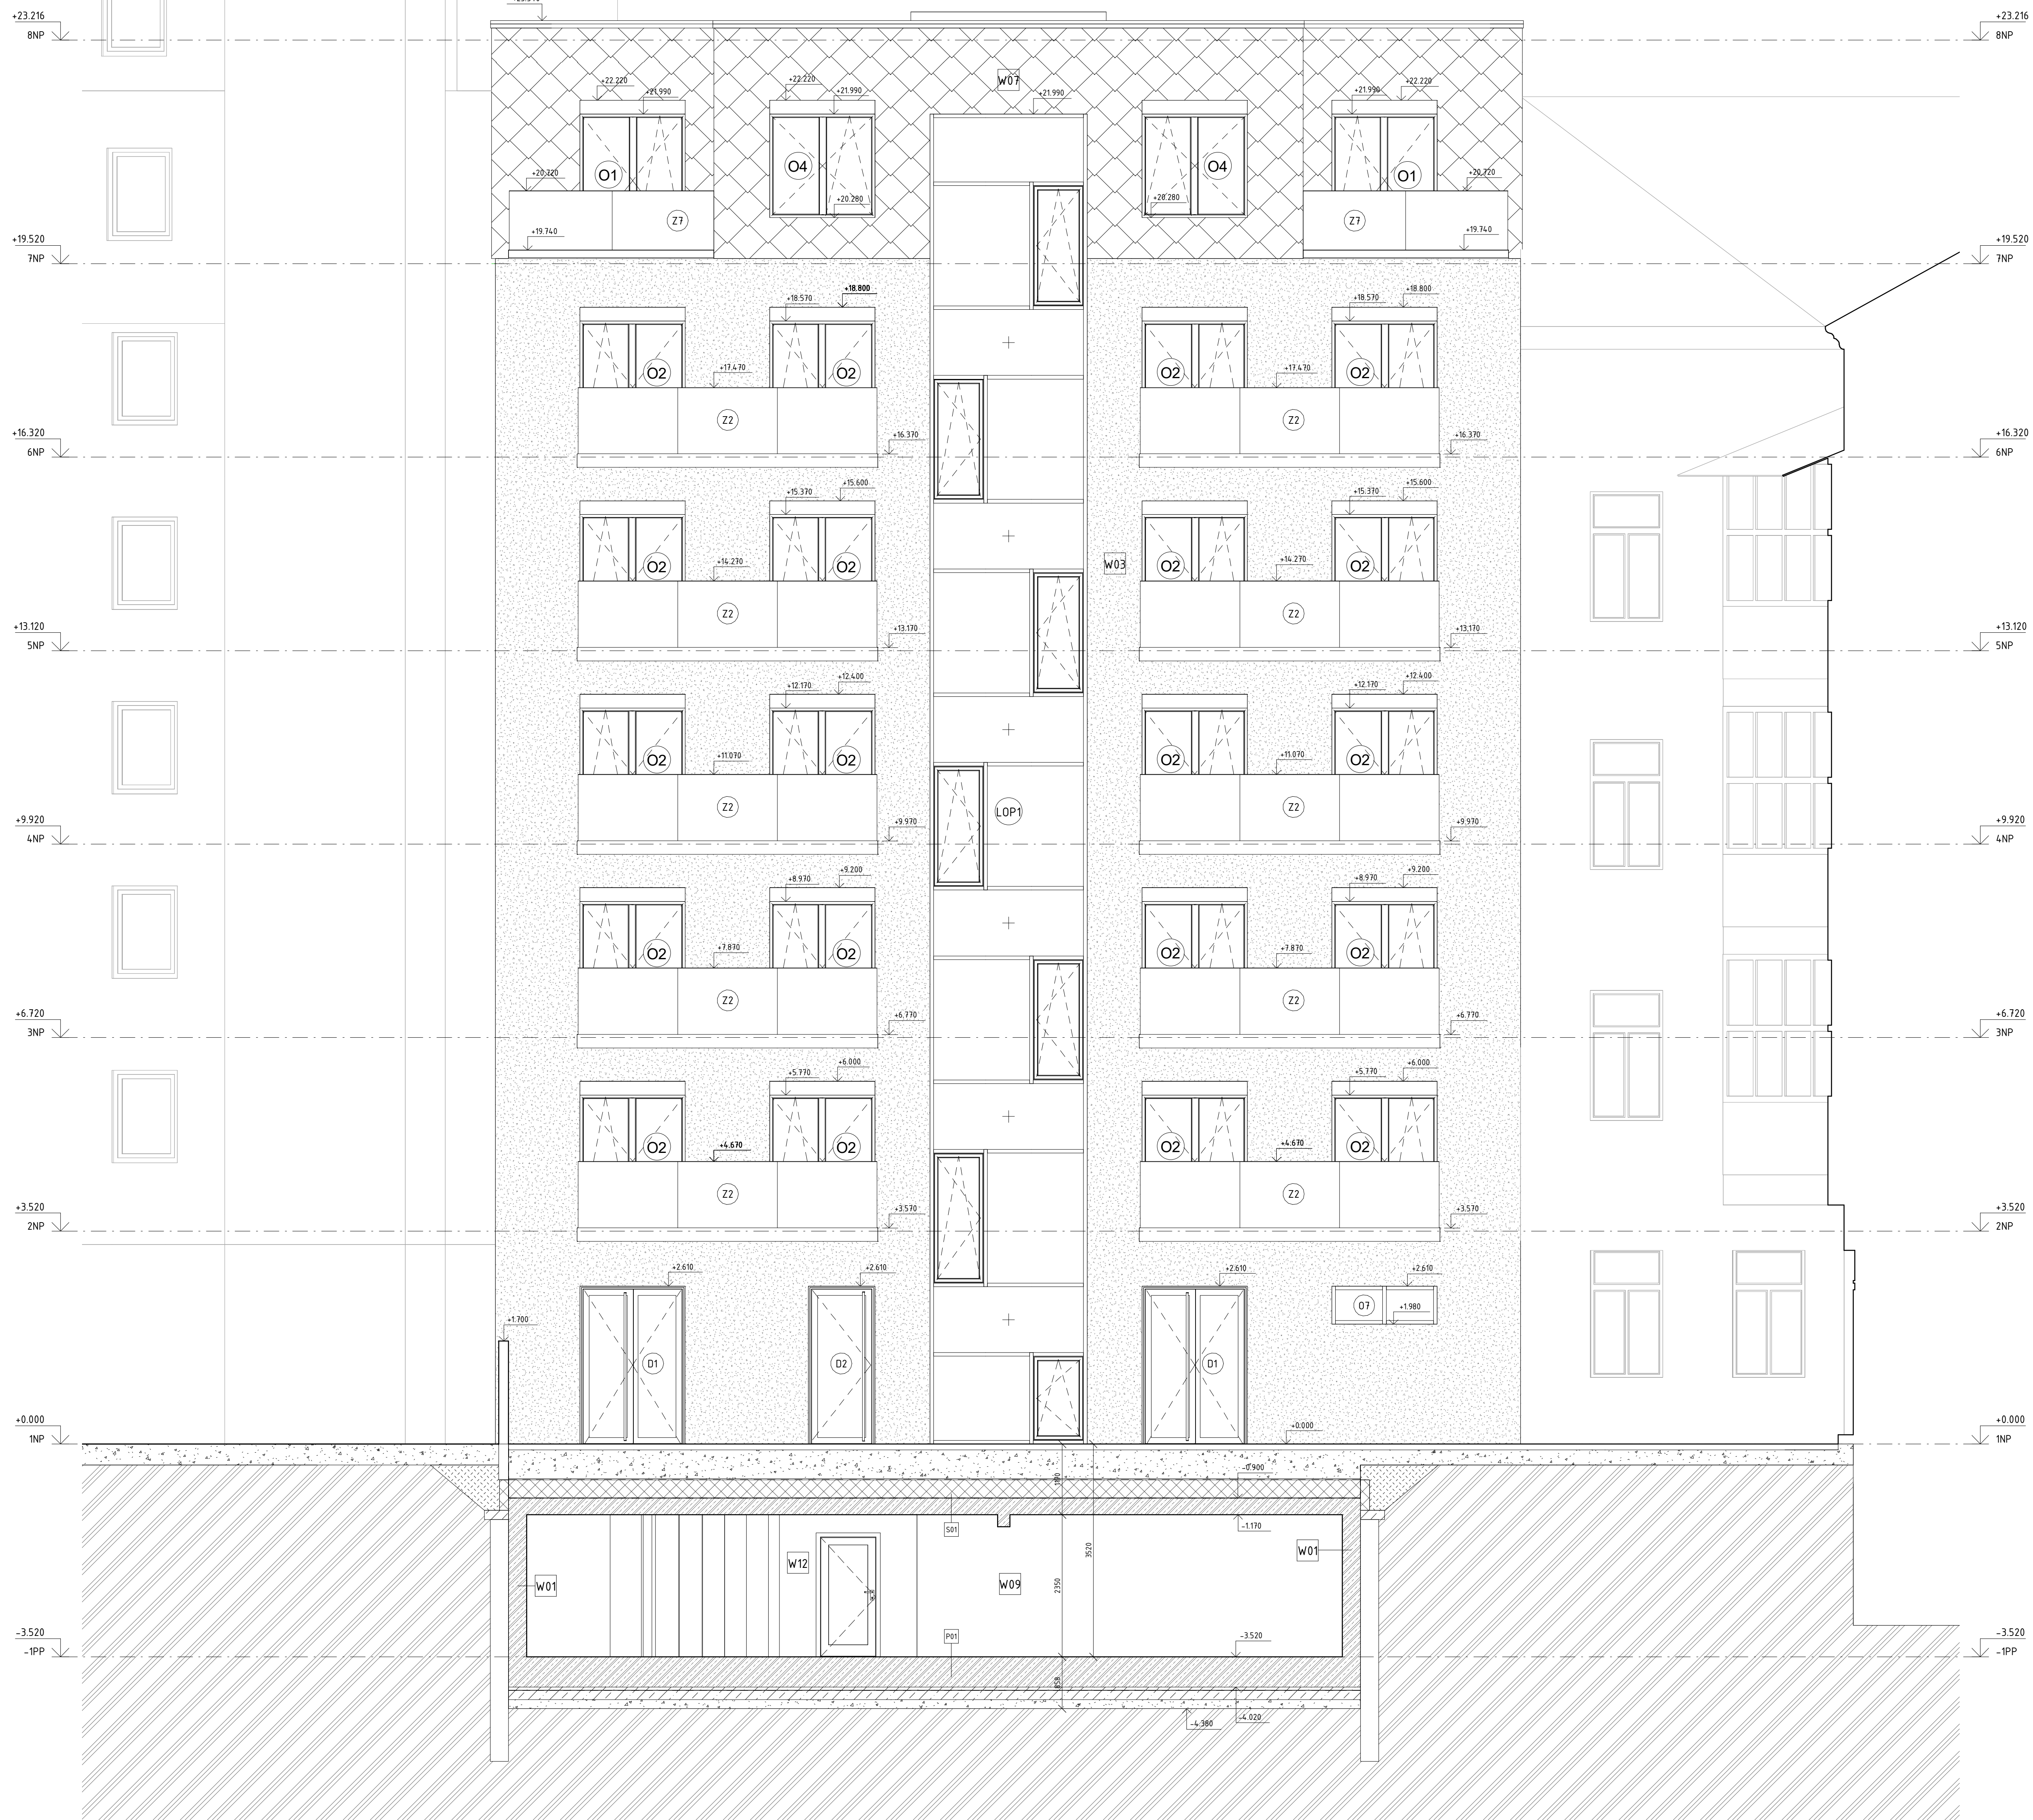 +23.216
8NP
+23.216
8NP
W07
+22.220
+21.990
+22.220
+21.990
+21.990
+21.990
+22.220
O1
O4
O4
O1
+20.720
+20.280
+20.280
+20.720
Z7
Z7
+19.740
+19.740
+19.520
7NP
+19.520
7NP
+18.570
+18.800
+18.570
+18.800
O2
O2
O2
O2
+17.470
+17.470
Z2
Z2
+16.370
+16.370
+16.320
6NP
+16.320
6NP
+15.370
+15.600
+15.370
+15.600
W03
O2
O2
O2
O2
+14.270
+14.270
Z2
Z2
+13.170
+13.170
+13.120
5NP
+13.120
5NP
+12.170
+12.400
+12.170
+12.400
O2
O2
O2
O2
+11.070
+11.070
Z2
LOP1
Z2
+9.970
+9.970
+9.920
4NP
+9.920
4NP
+8.970
+9.200
+8.970
+9.200
O2
O2
O2
O2
+7.870
+7.870
Z2
Z2
+6.770
+6.770
+6.720
3NP
+6.720
3NP
+5.770
+6.000
+5.770
+6.000
O2
O2
O2
O2
+4.670
+4.670
Z2
Z2
+3.570
+3.570
+3.520
2NP
+3.520
2NP
+2.610
+2.610
+2.610
+2.610
O7
+1.980
+1.700
D1
D2
D1
+0.000
1NP
+0.000
+0.000
1NP
-0.900
1170
S01
-1.170
W12
W01
W01
W09
2350
3520
P01
-3.520
-3.520
-1PP
-3.520
-1PP
858
-4.380
-4.020